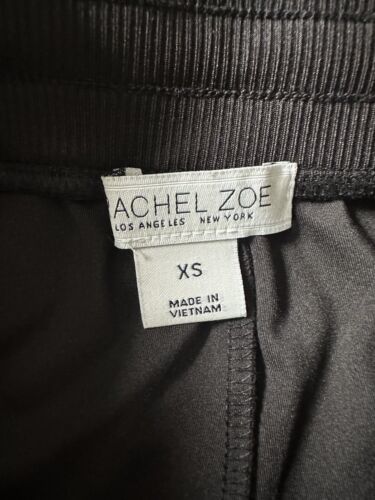 ACHEL ZOE
LOS ANGELES NEW YORK
XS
MADE IN
VIETNAM